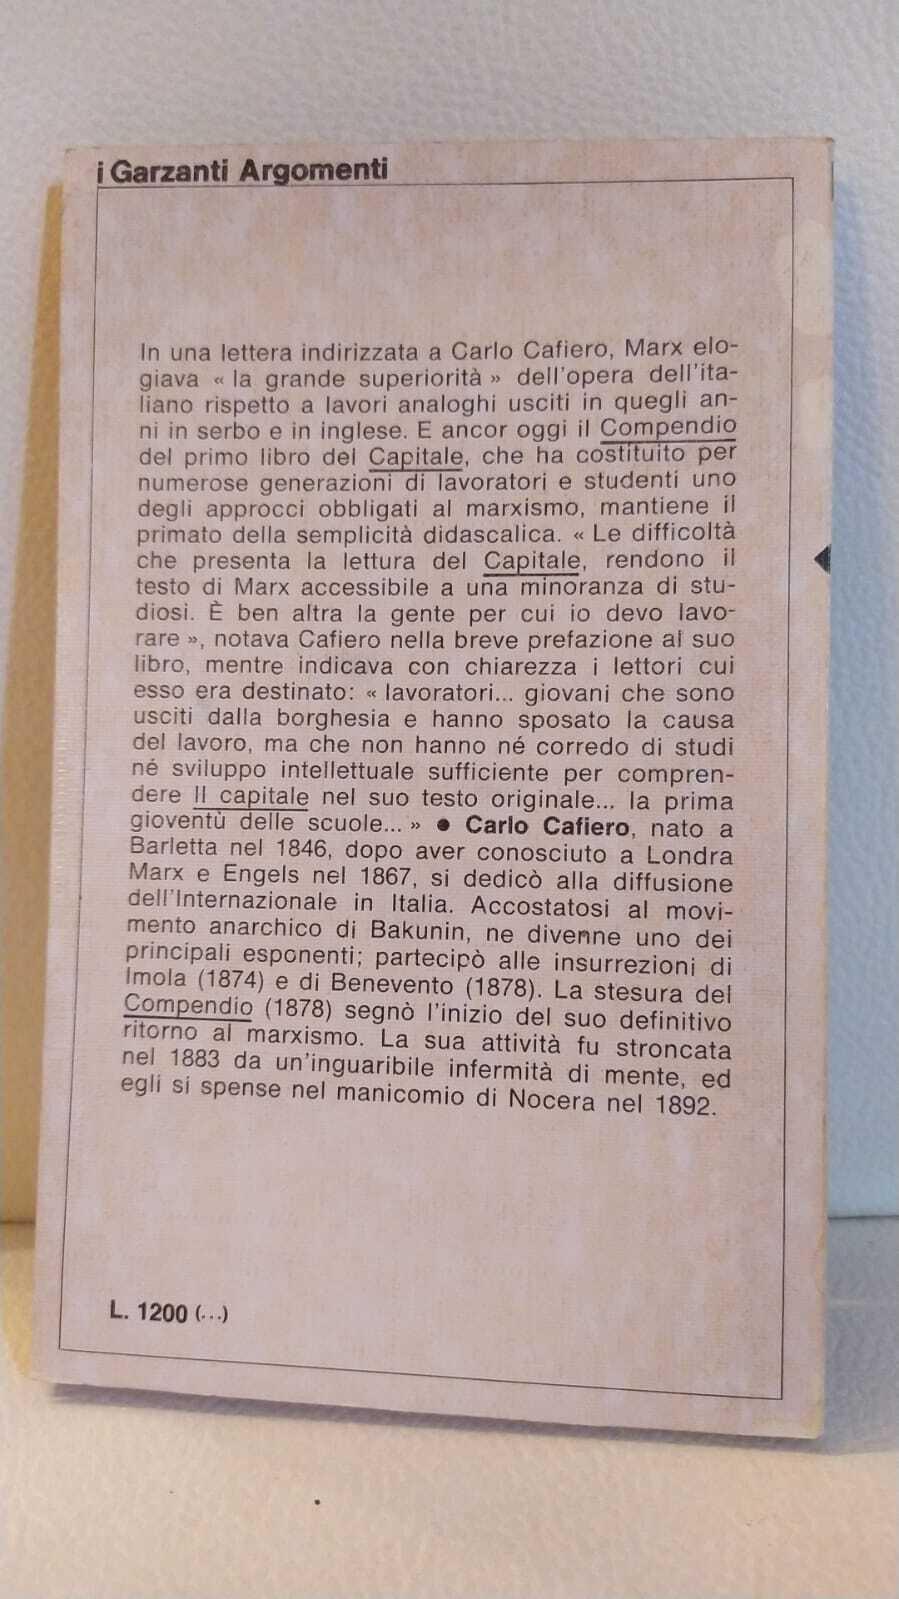 i Garzanti Argomenti
In una lettera indirizzata a Carlo Cafiero, Marx elo-
giava « la grande superiorità » dell'opera dell'ita-
liano rispetto a lavori analoghi usciti in quegli an-
ni in serbo e in inglese. E ancor oggi il Compendio
del primo libro del Capitale, che ha costituito per
numerose generazioni di lavoratori e studenti uno
degli approcci obbligati al marxismo, mantiene il
primato della semplicità didascalica. « Le difficoltà
che presenta la lettura del Capitale, rendono il
testo di Marx accessibile a una minoranza di stu-
diosi. È ben altra la gente per cui io devo lavo-
rare », notava Cafiero nella breve prefazione al suo
libro, mentre indicava con chiarezza i lettori cui
esso era destinato: « lavoratori... giovani che sono
usciti dalla borghesia e hanno sposato la causa
del lavoro, ma che non hanno né corredo di studi
né sviluppo intellettuale sufficiente per compren-
dere Il capitale nel suo testo originale... la prima
gioventù delle scuole... » ● Carlo Cafiero, nato a
Barletta nel 1846, dopo aver conosciuto a Londra
Marx e Engels nel 1867, si dedicò alla diffusione
dell'Internazionale in Italia. Accostatosi al movi-
mento anarchico di Bakunin, ne divenne uno dei
principali esponenti; partecipò alle insurrezioni di
Imola (1874) e di Benevento (1878). La stesura del
Compendio (1878) segnò l'inizio del suo definitivo
ritorno al marxismo. La sua attività fu stroncata
nel 1883 da un'inguaribile infermità di mente, ed
egli si spense nel manicomio di Nocera nel 1892.
L. 1200 (...)